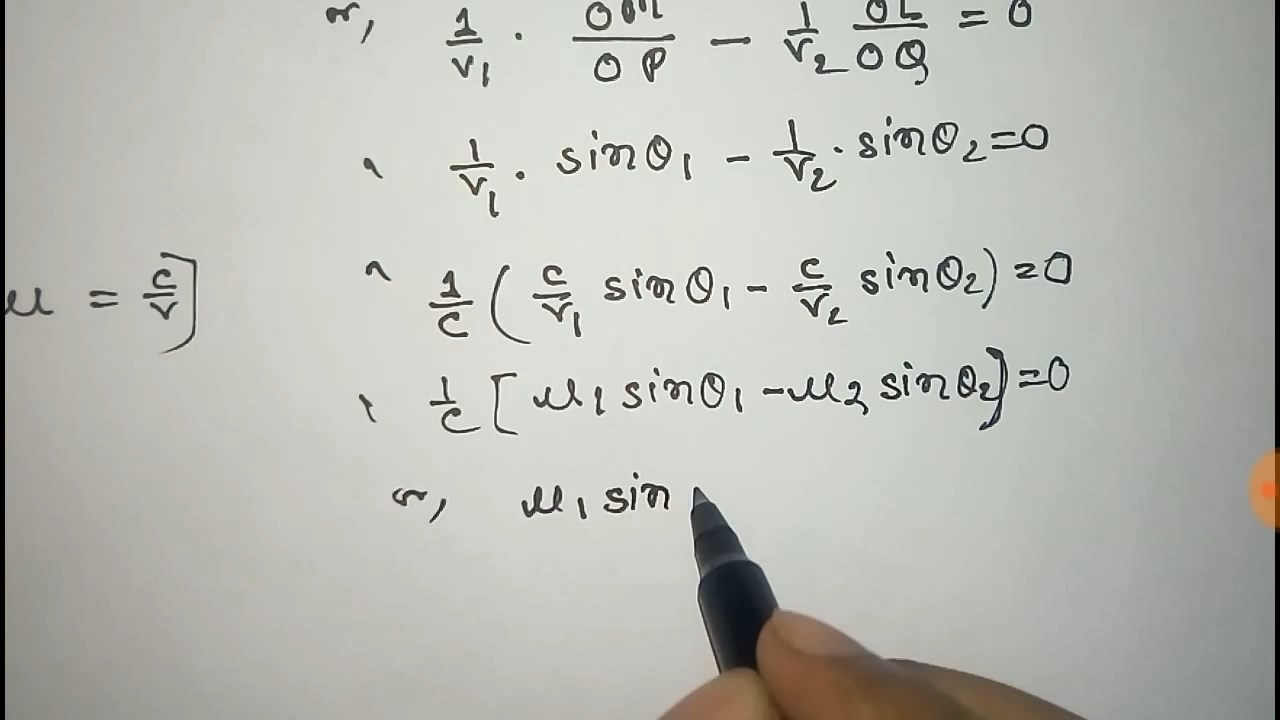 or, 1/v₁ · OM/OP − 1/v₂ OL/OQ = 0
1/v₁ · sinθ₁ − 1/v₂ · sinθ₂ = 0
μ = c/v]
1/c (c/v₁ sinθ₁ − c/v₂ sinθ₂) = 0
1/c [μ₁ sinθ₁ − μ₂ sinθ₂] = 0
or, μ₁ sin